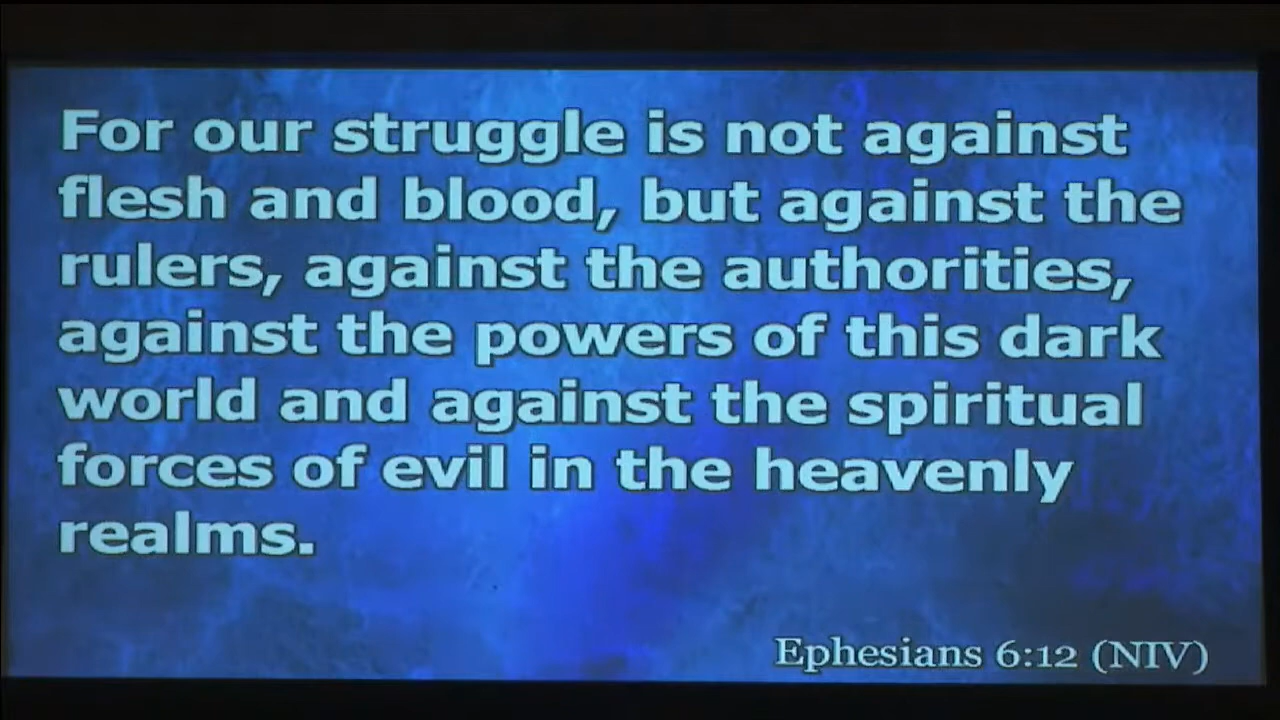 For our struggle is not against
flesh and blood, but against the
rulers, against the authorities,
against the powers of this dark
world and against the spiritual
forces of evil in the heavenly
realms.
Ephesians 6:12 (NIV)